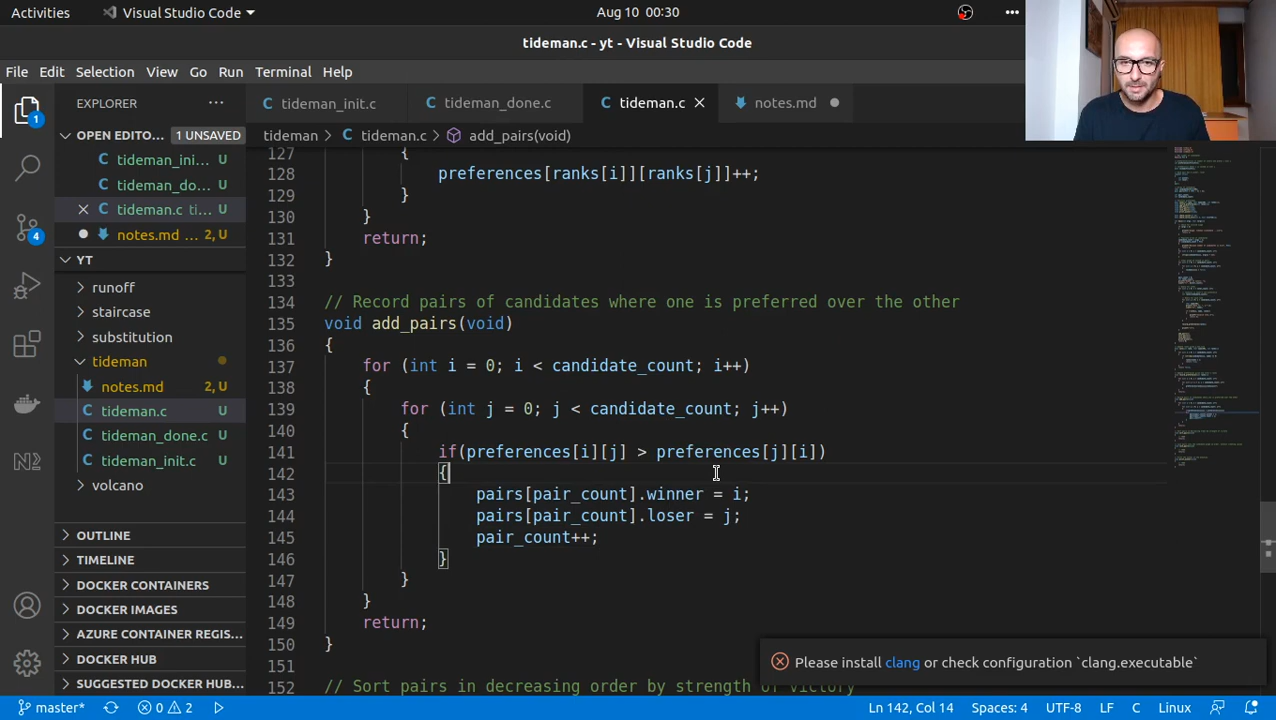 Activities Visual Studio Code Aug 10 00:30
tideman.c - yt - Visual Studio Code
File Edit Selection View Go Run Terminal Help
EXPLORER
tideman_init.c tideman_done.c tideman.c notes.md
OPEN EDITO... 1 UNSAVED
tideman > C tideman.c > add_pairs(void)
C tideman_ini... U
C tideman_do... U
C tideman.c ti... U
notes.md ... 2, U
YT
runoff
staircase
substitution
tideman
notes.md 2, U
C tideman.c U
C tideman_done.c U
C tideman_init.c U
volcano
OUTLINE
TIMELINE
DOCKER CONTAINERS
DOCKER IMAGES
AZURE CONTAINER REGIS...
DOCKER HUB
SUGGESTED DOCKER HUB...
1
4
127 {
128 preferences[ranks[i]][ranks[j]]++;
129 }
130 }
131 return;
132 }
133
134 // Record pairs of candidates where one is preferred over the other
135 void add_pairs(void)
136 {
137 for (int i = 0; i < candidate_count; i++)
138 {
139 for (int j = 0; j < candidate_count; j++)
140 {
141 if(preferences[i][j] > preferences[j][i])
142 {
143 pairs[pair_count].winner = i;
144 pairs[pair_count].loser = j;
145 pair_count++;
146 }
147 }
148 }
149 return;
150 }
151
152 // Sort pairs in decreasing order by strength of victory
Please install clang or check configuration `clang.executable`
master* 0 2 Ln 142, Col 14 Spaces: 4 UTF-8 LF C Linux